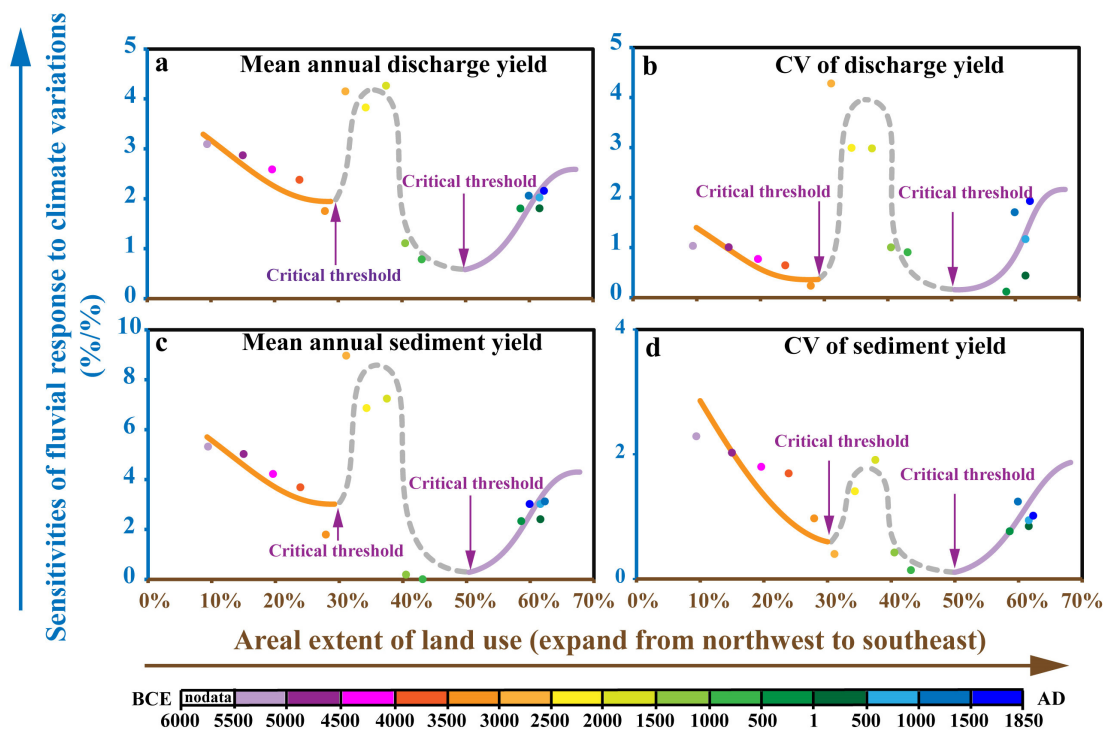 Sensitivities of fluvial response to climate variations
(%/%)
a
Mean annual discharge yield
5
4
3
2
1
0
Critical threshold
Critical threshold
b
CV of discharge yield
5
4
3
2
1
0
Critical threshold
Critical threshold
c
Mean annual sediment yield
10
8
6
4
2
0
Critical threshold
Critical threshold
0% 10% 20% 30% 40% 50% 60% 70%
d
CV of sediment yield
4
2
0
Critical threshold
Critical threshold
0% 10% 20% 30% 40% 50% 60% 70%
Areal extent of land use (expand from northwest to southeast)
BCE nodata AD
6000 5500 5000 4500 4000 3500 3000 2500 2000 1500 1000 500 1 500 1000 1500 1850